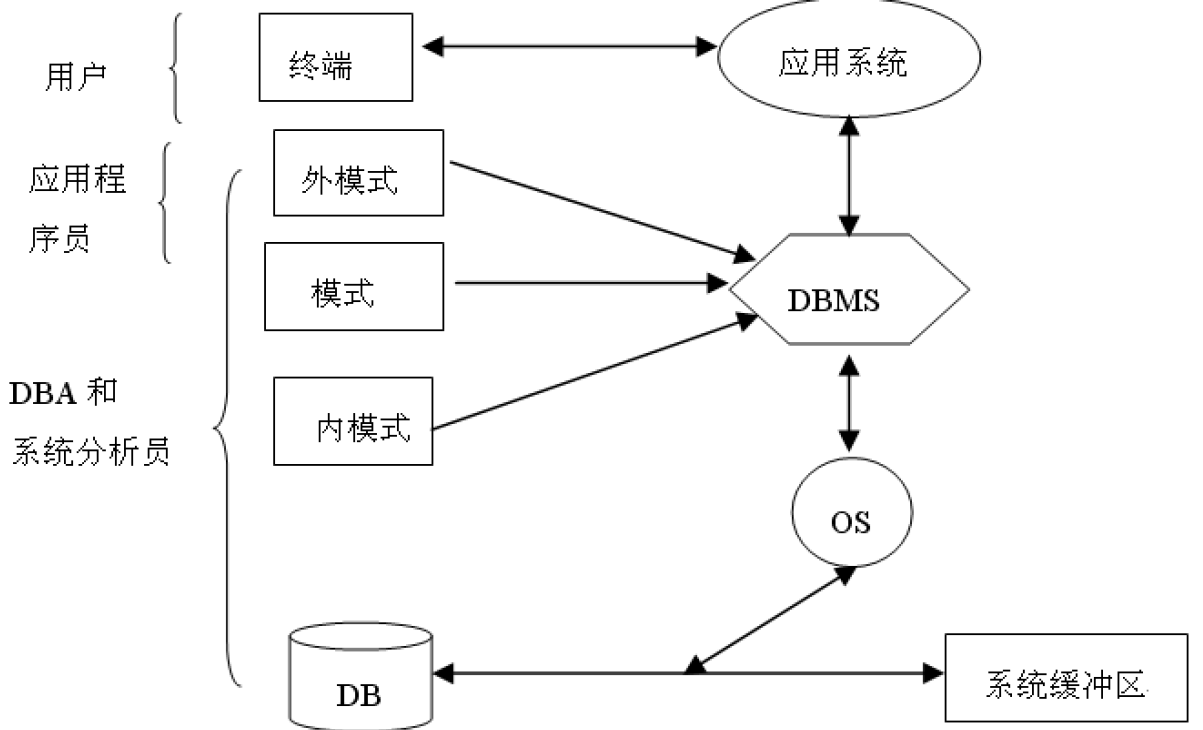 终端
应用系统
用户
外模式
应用程
序员
模式
DBMS
DBA 和
系统分析员
内模式
OS
DB
系统缓冲区